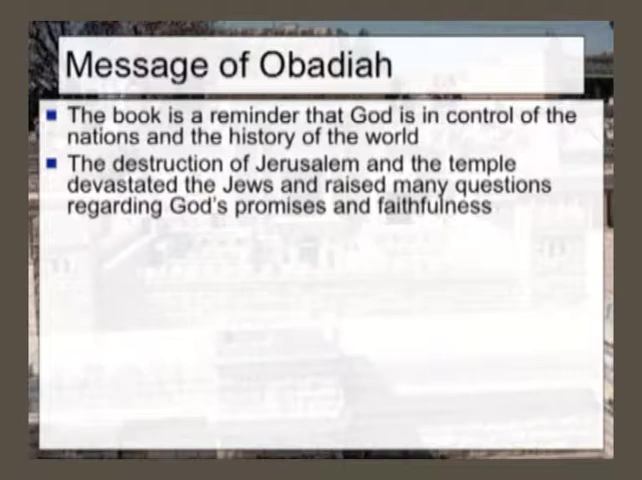 Message of Obadiah
The book is a reminder that God is in control of the
nations and the history of the world
The destruction of Jerusalem and the temple
devastated the Jews and raised many questions
regarding God's promises and faithfulness